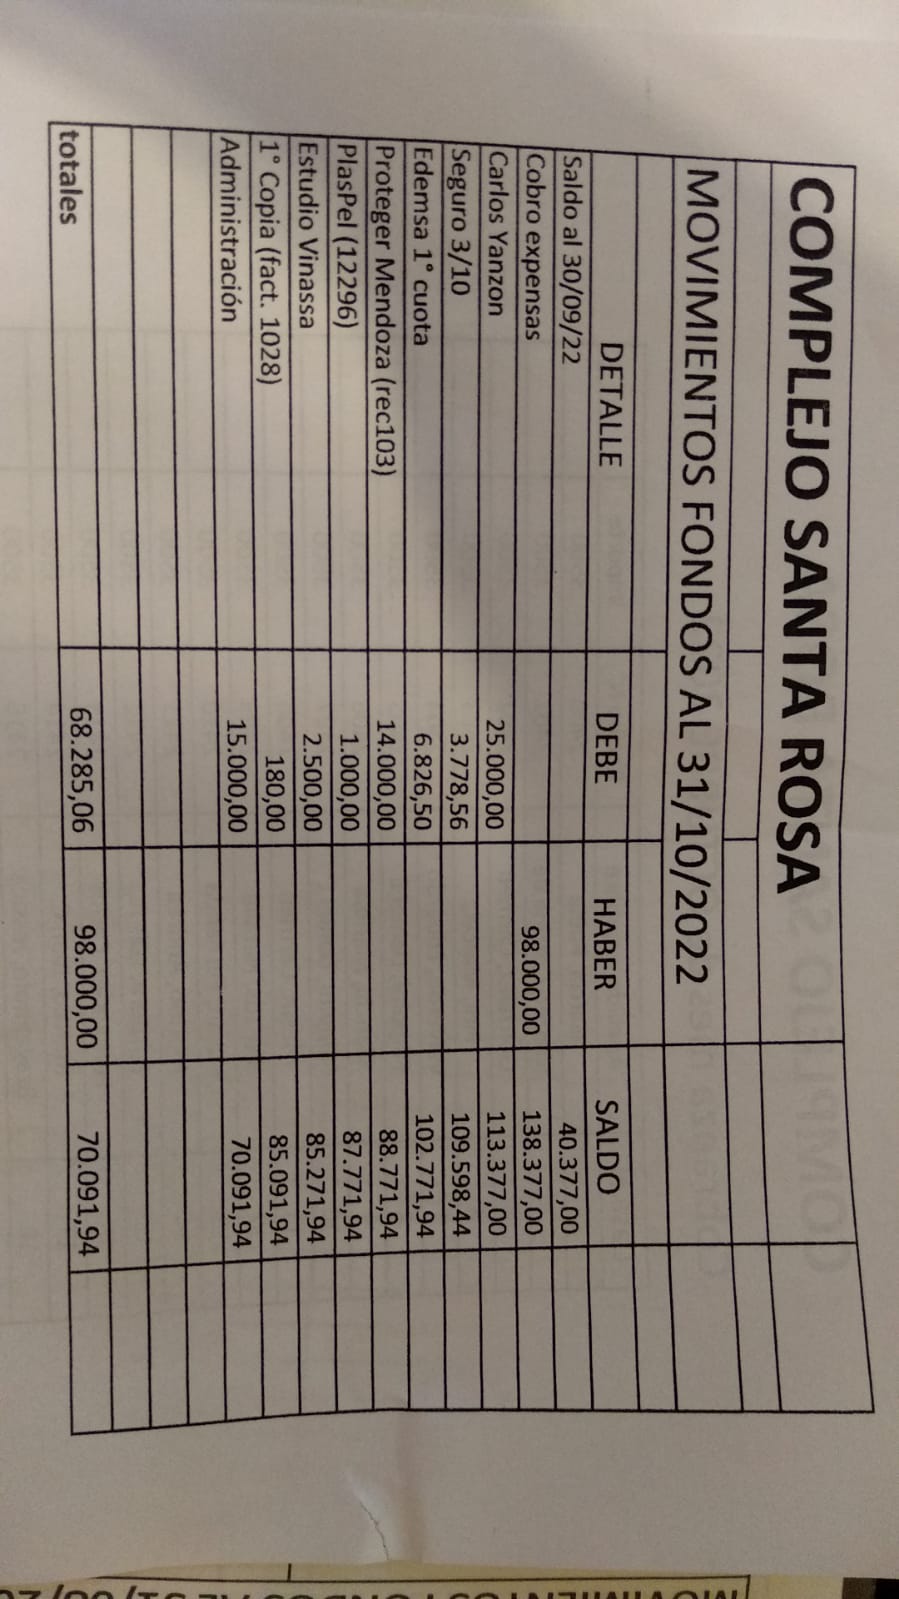 COMPLEJO SANTA ROSA
MOVIMIENTOS FONDOS AL 31/10/2022
DETALLE DEBE HABER SALDO
Saldo al 30/09/22 40.377,00
Cobro expensas 98.000,00 138.377,00
Carlos Yanzon 25.000,00 113.377,00
Seguro 3/10 3.778,56 109.598,44
Edemsa 1° cuota 6.826,50 102.771,94
Proteger Mendoza (rec103) 14.000,00 88.771,94
PlasPel (12296) 1.000,00 87.771,94
Estudio Vinassa 2.500,00 85.271,94
1° Copia (fact. 1028) 180,00 85.091,94
Administración 15.000,00 70.091,94
totales 68.285,06 98.000,00 70.091,94